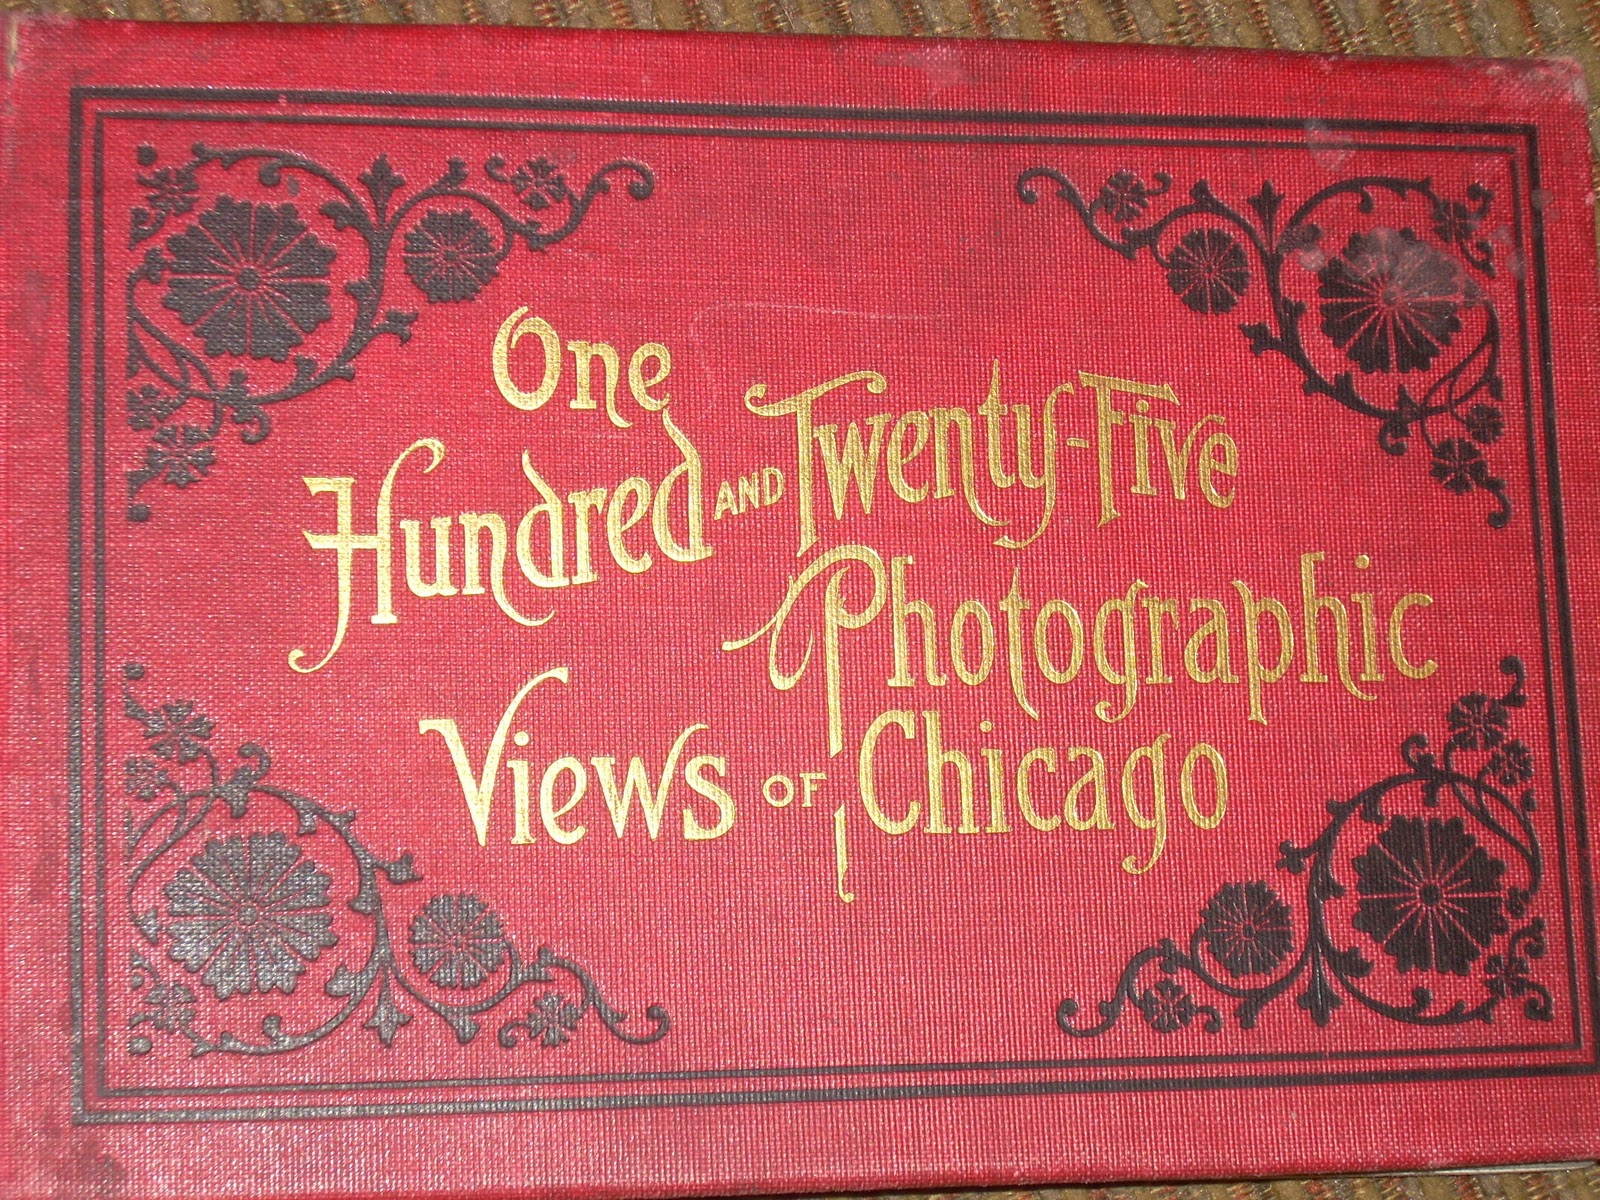 One
Hundred AND Twenty-Five
Photographic
Views OF Chicago